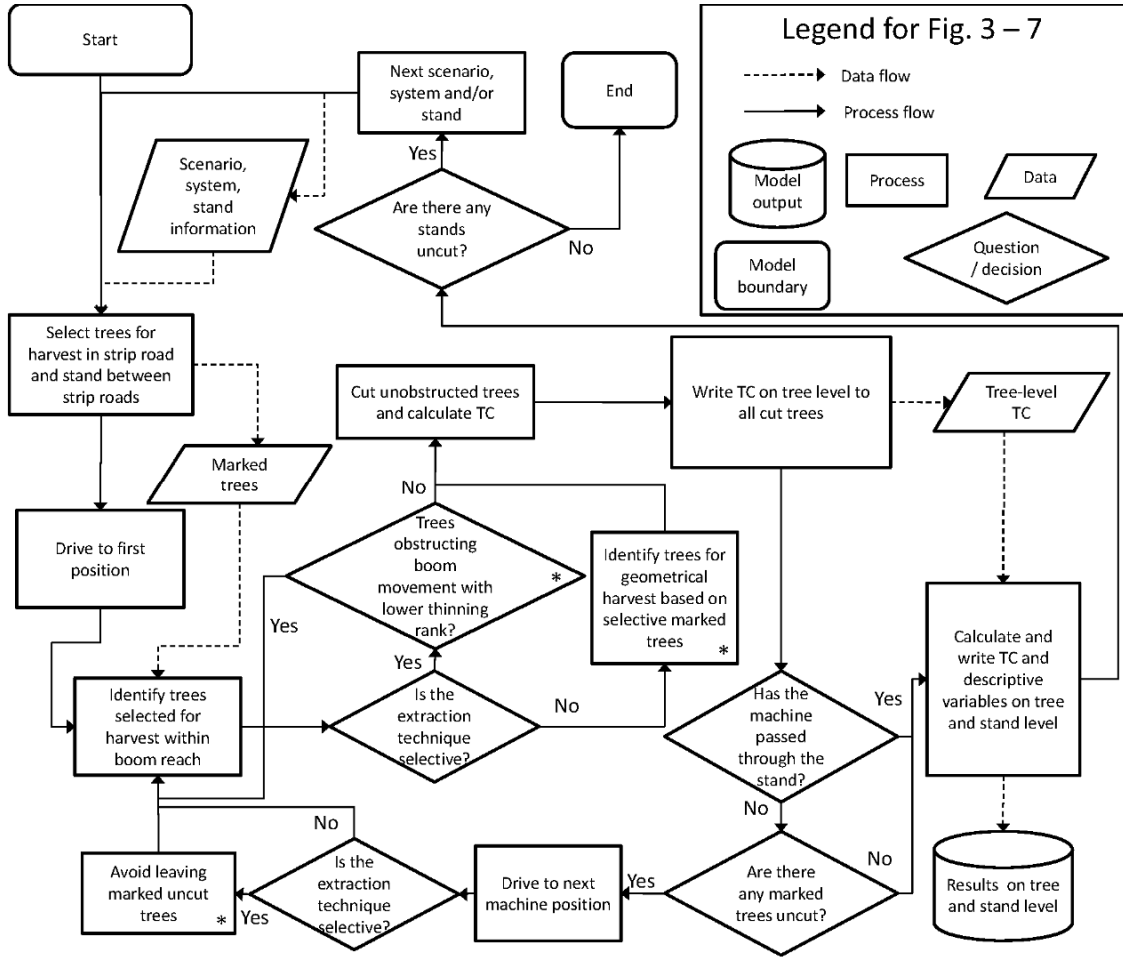 Start
Next scenario,
system and/or
stand
End
Legend for Fig. 3 – 7
Data flow
Process flow
Model
output
Process
Data
Model
boundary
Question
/ decision
Yes
Scenario,
system,
stand
information
Are there any
stands
uncut?
No
Select trees for
harvest in strip road
and stand between
strip roads
Cut unobstructed trees
and calculate TC
Write TC on tree level to
all cut trees
Tree-level
TC
Marked
trees
No
Drive to first
position
Trees
obstructing
boom
movement with
lower thinning
rank?
*
Identify trees for
geometrical
harvest based on
selective marked
trees
*
Yes
Yes
Calculate and
write TC and
descriptive
variables on tree
and stand level
Identify trees
selected for
harvest within
boom reach
Is the
extraction
technique
selective?
No
Has the
machine
passed
through the
stand?
Yes
No
No
Avoid leaving
marked uncut
trees
*
Yes
Is the
extraction
technique
selective?
Drive to next
machine position
Yes
Are there
any marked
trees uncut?
No
Results on tree
and stand level